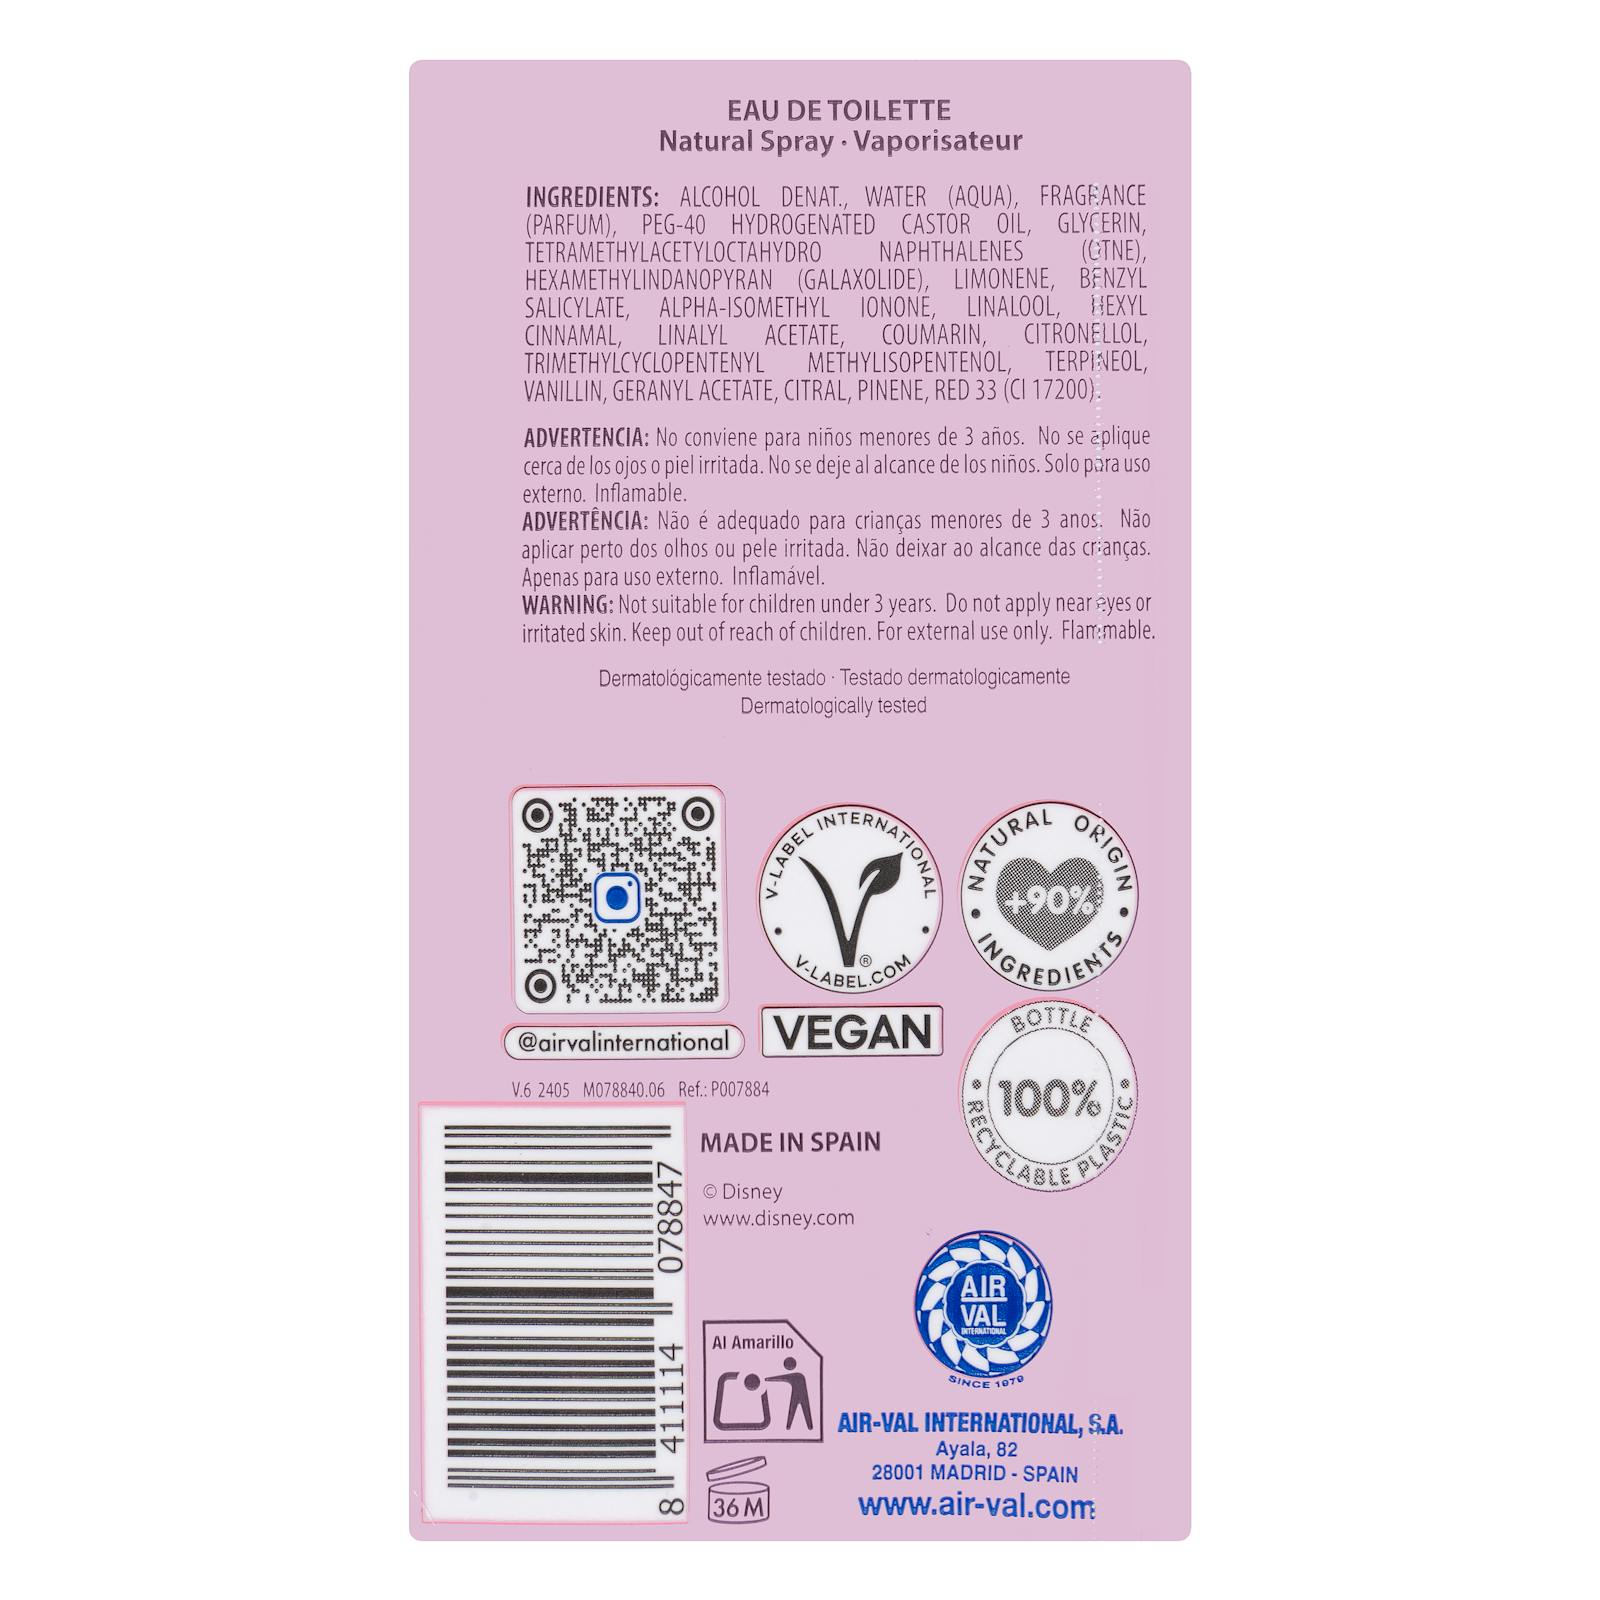 EAU DE TOILETTE
Natural Spray · Vaporisateur
INGREDIENTS: ALCOHOL DENAT., WATER (AQUA), FRAGRANCE
(PARFUM), PEG-40 HYDROGENATED CASTOR OIL, GLYCERIN,
TETRAMETHYLACETYLOCTAHYDRO NAPHTHALENES (OTNE),
HEXAMETHYLINDANOPYRAN (GALAXOLIDE), LIMONENE, BENZYL
SALICYLATE, ALPHA-ISOMETHYL IONONE, LINALOOL, HEXYL
CINNAMAL, LINALYL ACETATE, COUMARIN, CITRONELLOL,
TRIMETHYLCYCLOPENTENYL METHYLISOPENTENOL, TERPINEOL,
VANILLIN, GERANYL ACETATE, CITRAL, PINENE, RED 33 (CI 17200).
ADVERTENCIA: No conviene para niños menores de 3 años. No se aplique
cerca de los ojos o piel irritada. No se deje al alcance de los niños. Solo para uso
externo. Inflamable.
ADVERTÊNCIA: Não é adequado para crianças menores de 3 anos. Não
aplicar perto dos olhos ou pele irritada. Não deixar ao alcance das crianças.
Apenas para uso externo. Inflamável.
WARNING: Not suitable for children under 3 years. Do not apply near eyes or
irritated skin. Keep out of reach of children. For external use only. Flammable.
Dermatológicamente testado · Testado dermatologicamente
Dermatologically tested
V-LABEL INTERNATIONAL
®
V-LABEL.COM
VEGAN
NATURAL ORIGIN
+90%
INGREDIENTS
@airvalinternational
BOTTLE
100%
RECYCLABLE PLASTIC
V.6 2405 M078840.06 Ref.: P007884
8 411114 078847
MADE IN SPAIN
© Disney
www.disney.com
Al Amarillo
36 M
AIR
VAL
INTERNATIONAL
SINCE 1979
AIR-VAL INTERNATIONAL, S.A.
Ayala, 82
28001 MADRID - SPAIN
www.air-val.com